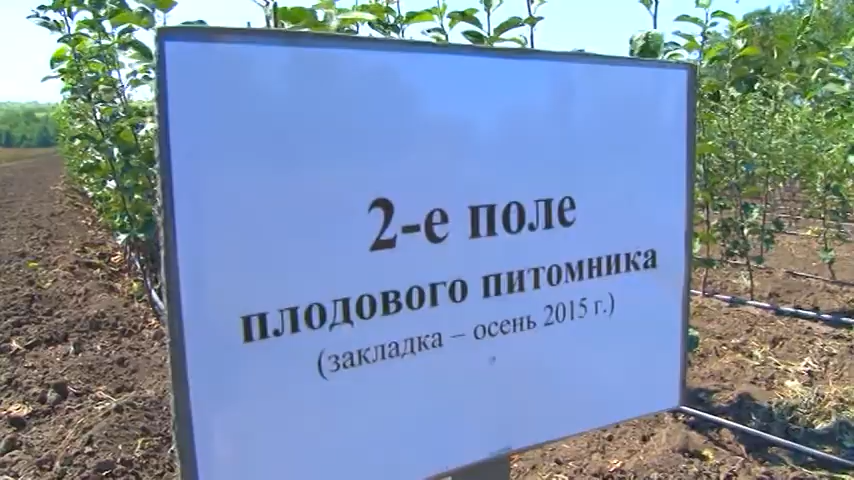 2-е поле
плодового питомника
(закладка – осень 2015 г.)